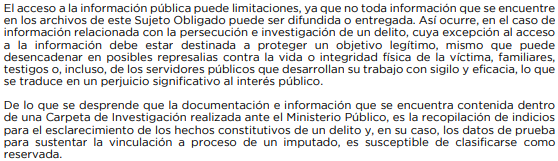 El acceso a la información pública puede limitaciones, ya que no toda información que se encuentre
en los archivos de este Sujeto Obligado puede ser difundida o entregada. Así ocurre, en el caso de
información relacionada con la persecución e investigación de un delito, cuya excepción al acceso
a la información debe estar destinada a proteger un objetivo legítimo, mismo que puede
desencadenar en posibles represalias contra la vida o integridad física de la víctima, familiares,
testigos o, incluso, de los servidores públicos que desarrollan su trabajo con sigilo y eficacia, lo que
se traduce en un perjuicio significativo al interés público.
De lo que se desprende que la documentación e información que se encuentra contenida dentro
de una Carpeta de Investigación realizada ante el Ministerio Público, es la recopilación de indicios
para el esclarecimiento de los hechos constitutivos de un delito y, en su caso, los datos de prueba
para sustentar la vinculación a proceso de un imputado, es susceptible de clasificarse como
reservada.